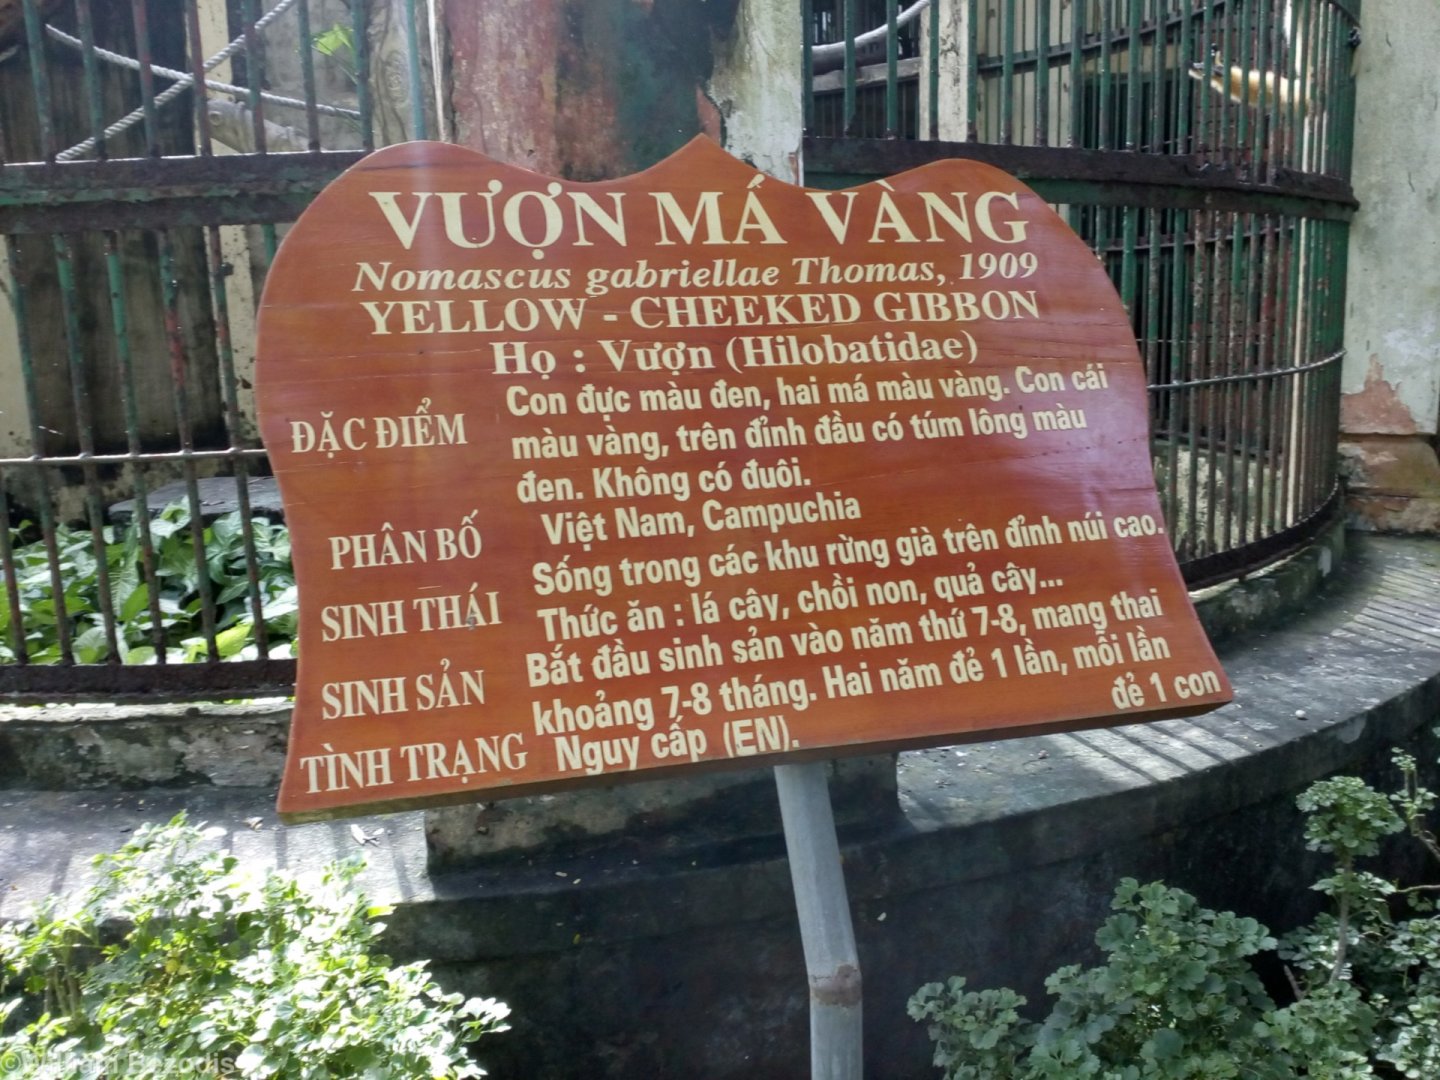 VƯỢN MÁ VÀNG
Nomascus gabriellae Thomas, 1909
YELLOW - CHEEKED GIBBON
Họ : Vượn (Hilobatidae)
ĐẶC ĐIỂM Con đực màu đen, hai má màu vàng. Con cái
màu vàng, trên đỉnh đầu có túm lông màu
đen. Không có đuôi.
PHÂN BỐ Việt Nam, Campuchia
SINH THÁI Sống trong các khu rừng già trên đỉnh núi cao.
Thức ăn : lá cây, chồi non, quả cây...
SINH SẢN Bắt đầu sinh sản vào năm thứ 7-8, mang thai
khoảng 7-8 tháng. Hai năm đẻ 1 lần, mỗi lần
đẻ 1 con
TÌNH TRẠNG Nguy cấp (EN).
©William Bezodis